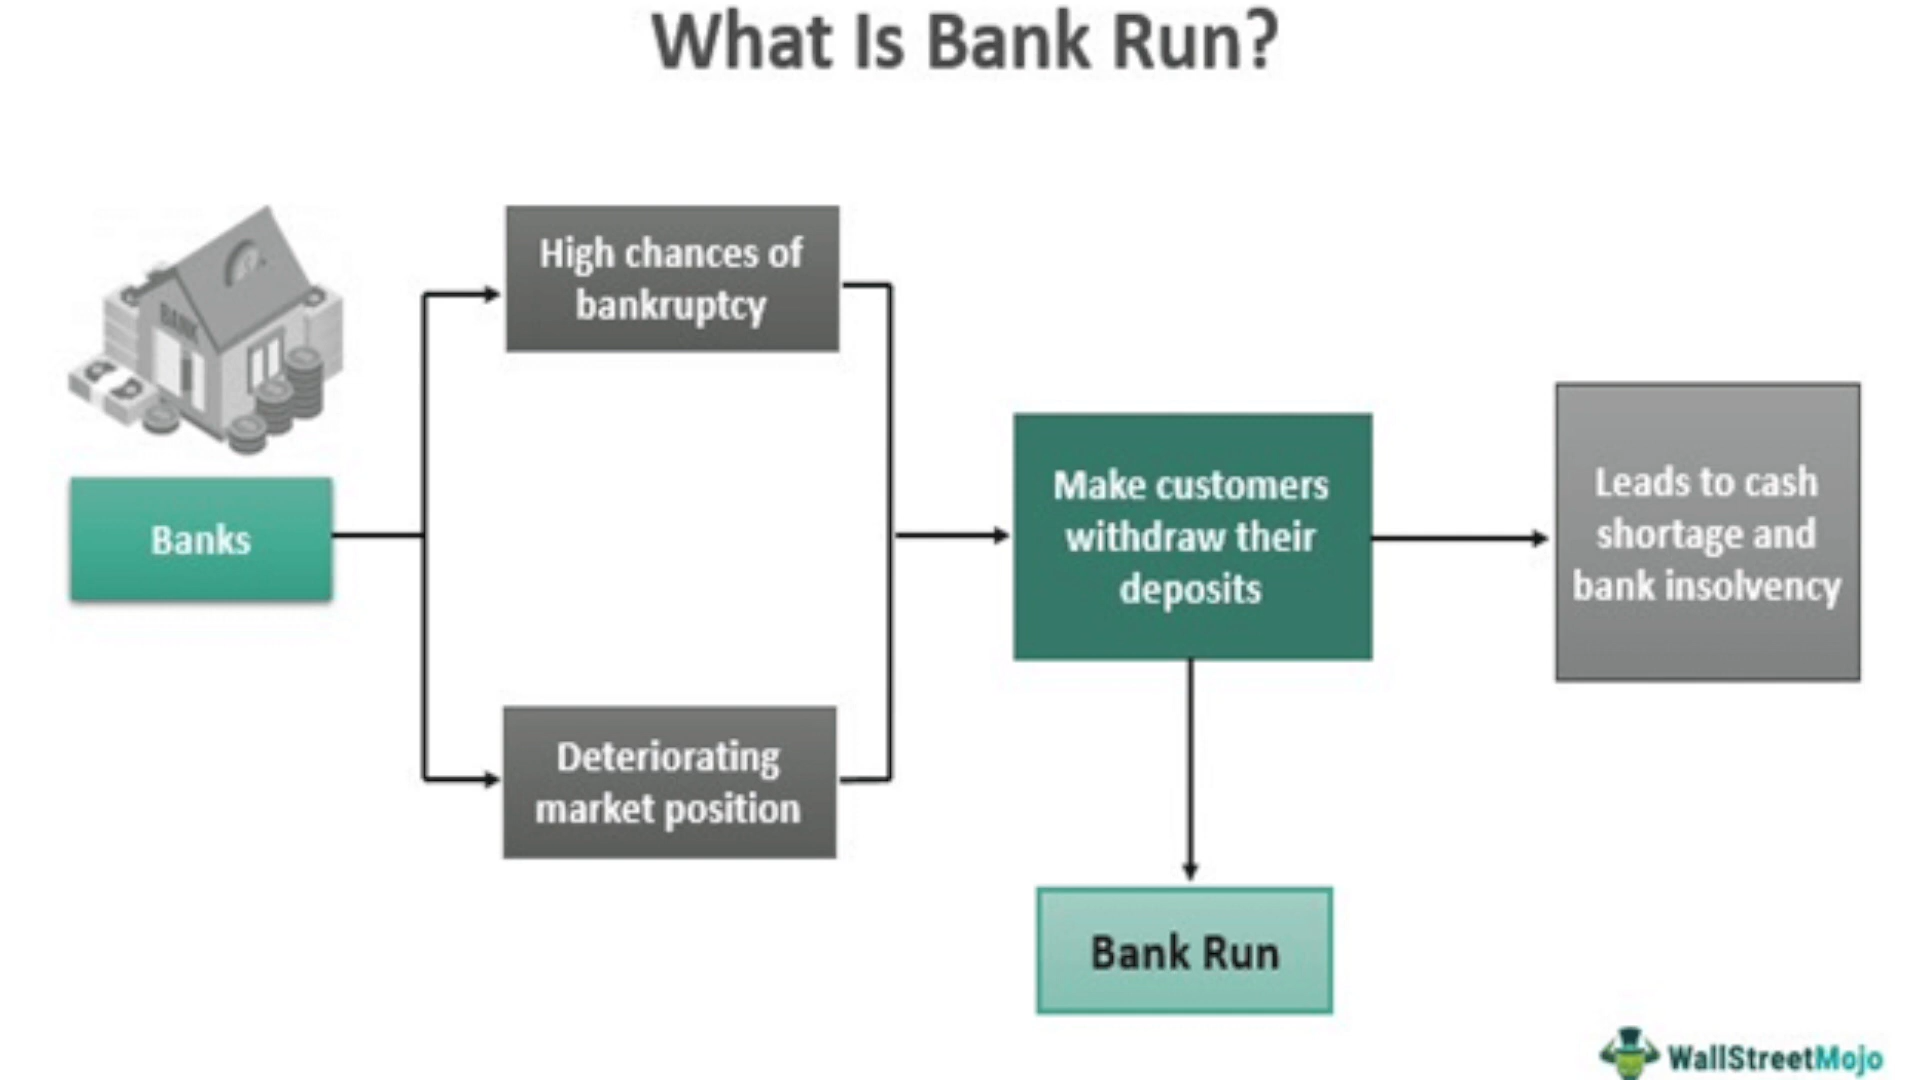 What Is Bank Run?
BANK
Banks
High chances of
bankruptcy
Deteriorating
market position
Make customers
withdraw their
deposits
Leads to cash
shortage and
bank insolvency
Bank Run
WallStreetMojo